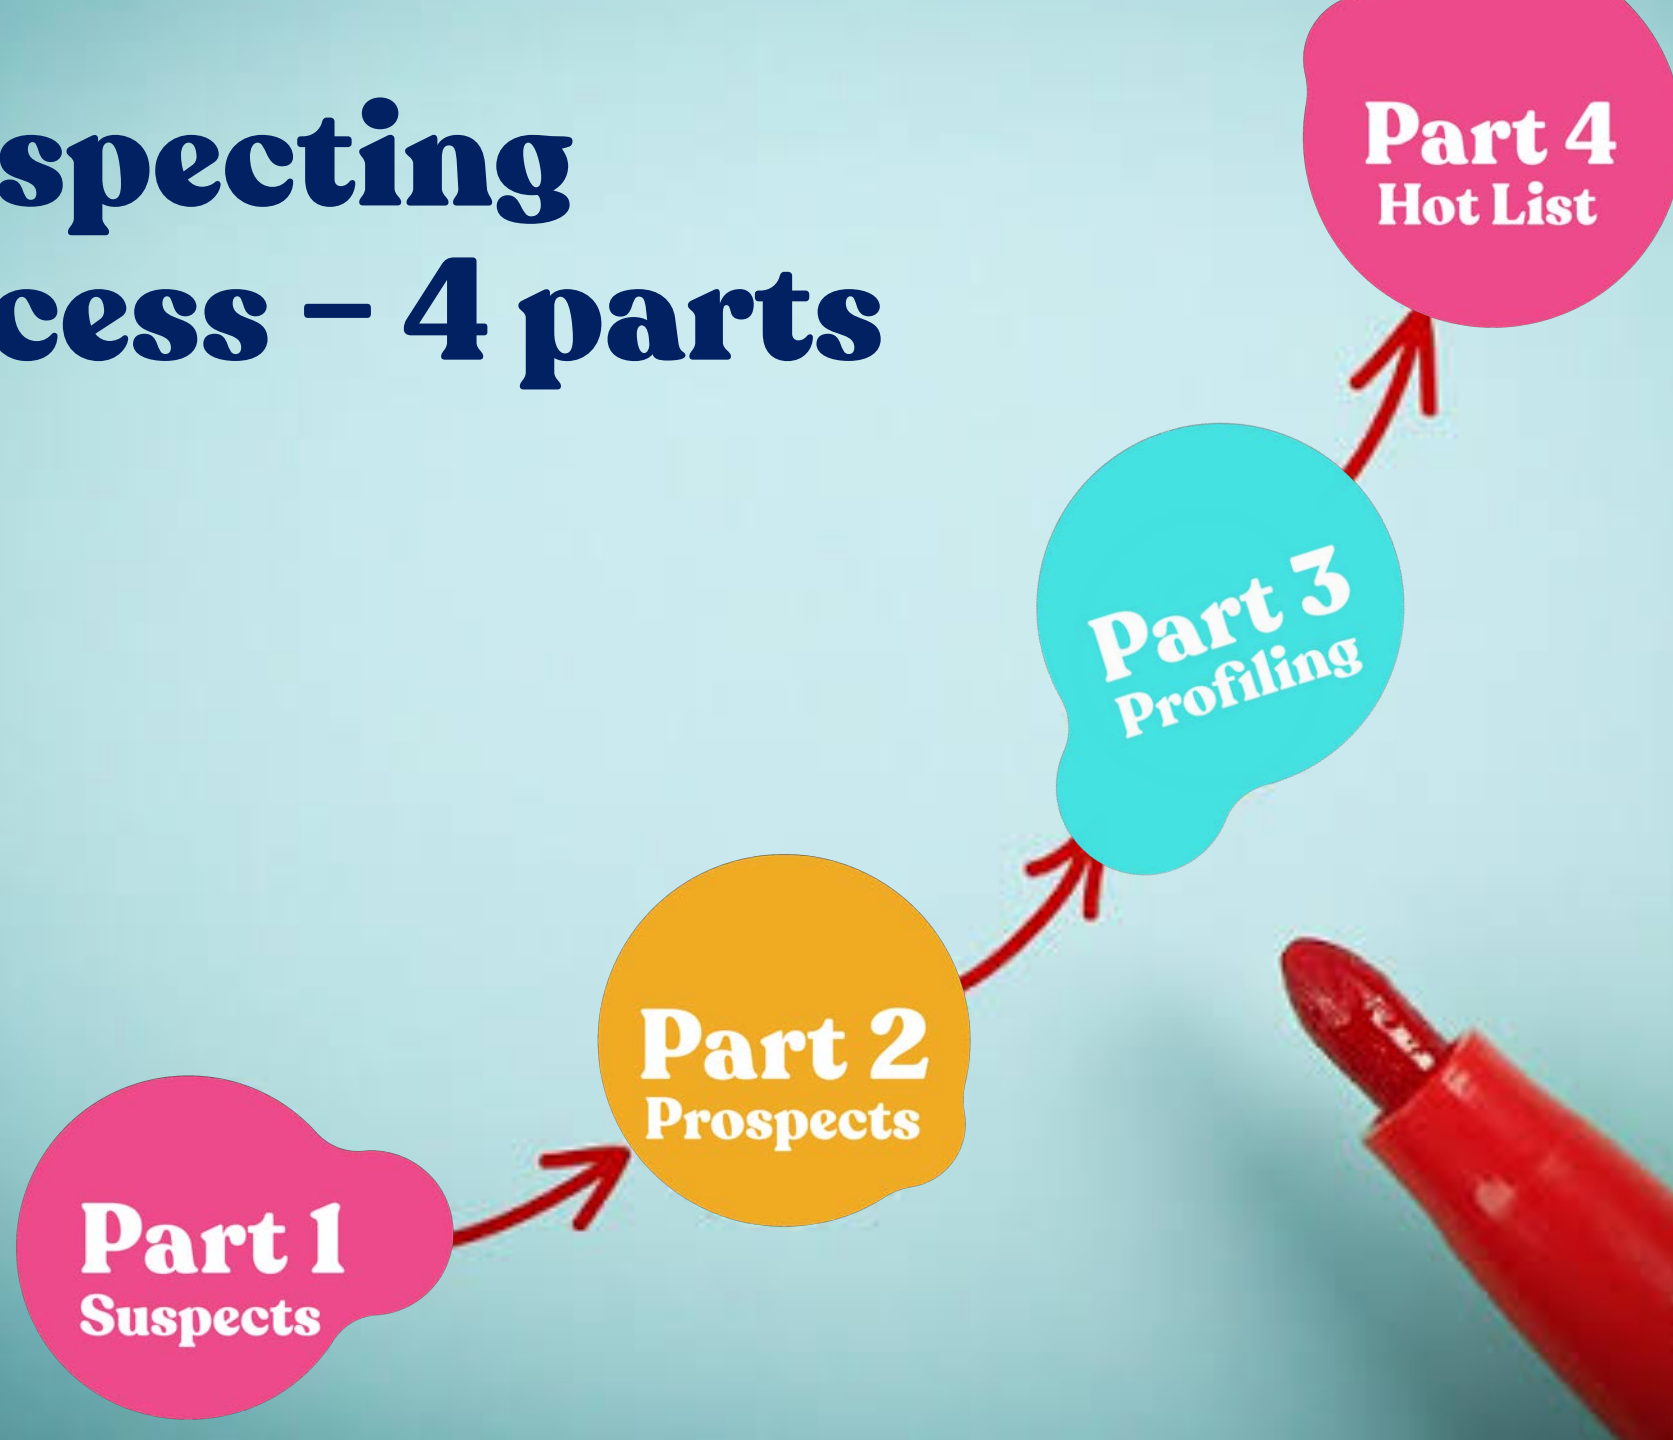 specting
cess – 4 parts
Part 4
Hot List
Part 3
Profiling
Part 2
Prospects
Part 1
Suspects